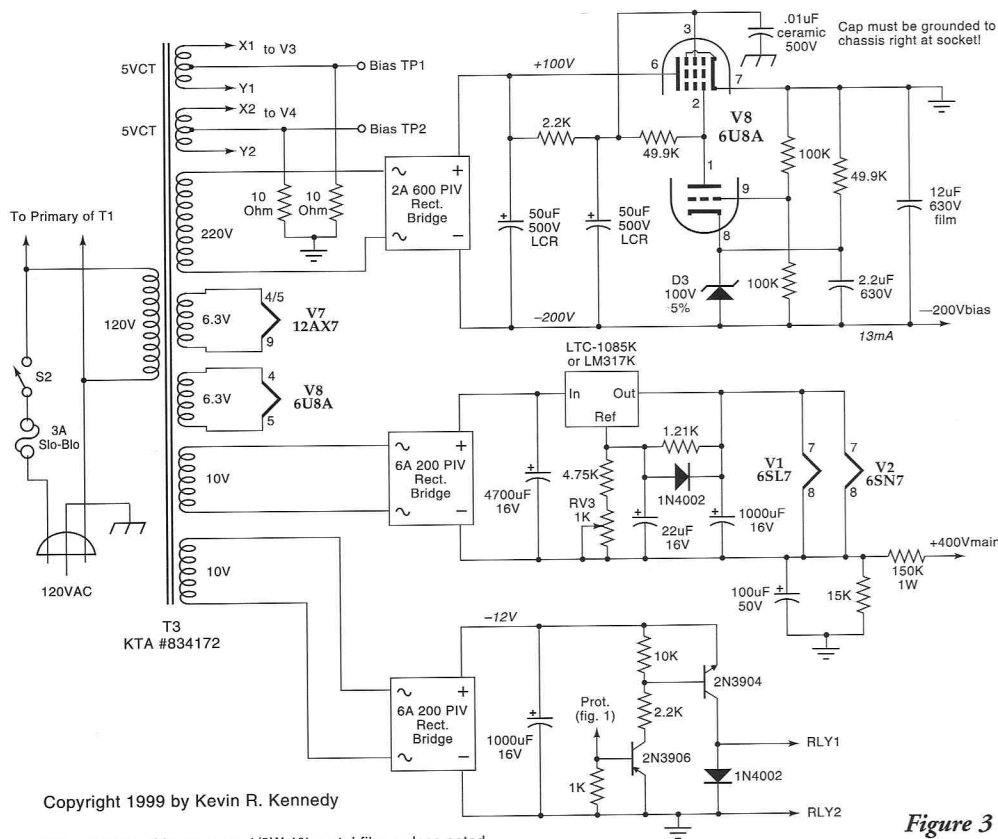 X1 to V3
5VCT
Y1
Bias TP1
X2 to V4
5VCT
Y2
Bias TP2
10 Ohm
10 Ohm
220V
2A 600 PIV
Rect.
Bridge
~
~
+
−
+100V
−200V
2.2K
49.9K
+
50uF
500V
LCR
+
50uF
500V
LCR
3
6
7
2
V8
6U8A
1
9
8
.01uF
ceramic
500V
Cap must be grounded to
chassis right at socket!
100K
49.9K
12uF
630V
film
D3
100V
5%
100K
2.2uF
630V
—200Vbias
13mA
To Primary of T1
120V
S2
3A
Slo-Blo
120VAC
6.3V
4/5
9
V7
12AX7
6.3V
4
5
V8
6U8A
10V
6A 200 PIV
Rect.
Bridge
~
~
+
−
4700uF
16V
+
LTC-1085K
or LM317K
In
Out
Ref
1.21K
4.75K
1N4002
RV3
1K
+
22uF
16V
+
1000uF
16V
V1
6SL7
7
8
7
8
V2
6SN7
+400Vmain
150K
1W
100uF
50V
+
15K
10V
T3
KTA #834172
−12V
6A 200 PIV
Rect.
Bridge
~
~
+
−
+
1000uF
16V
10K
2N3904
Prot.
(fig. 1)
2.2K
2N3906
1K
1N4002
RLY1
RLY2
Copyright 1999 by Kevin R. Kennedy
Figure 3